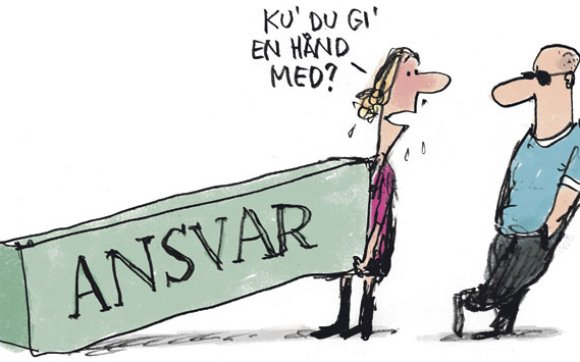 KU' DU GI'
EN HÅND
MED?
ANSVAR